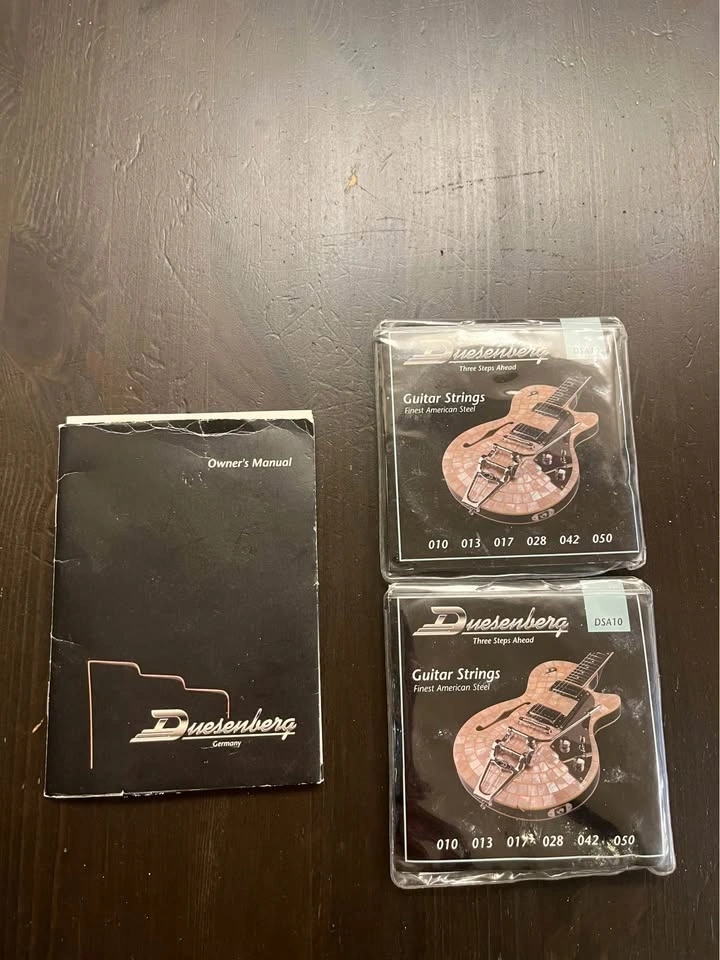 Owner's Manual
Duesenberg
Germany
Duesenberg
DSA10
Three Steps Ahead
Guitar Strings
Finest American Steel
010 013 017 028 042 050
Duesenberg
DSA10
Three Steps Ahead
Guitar Strings
Finest American Steel
010 013 017 028 042 050